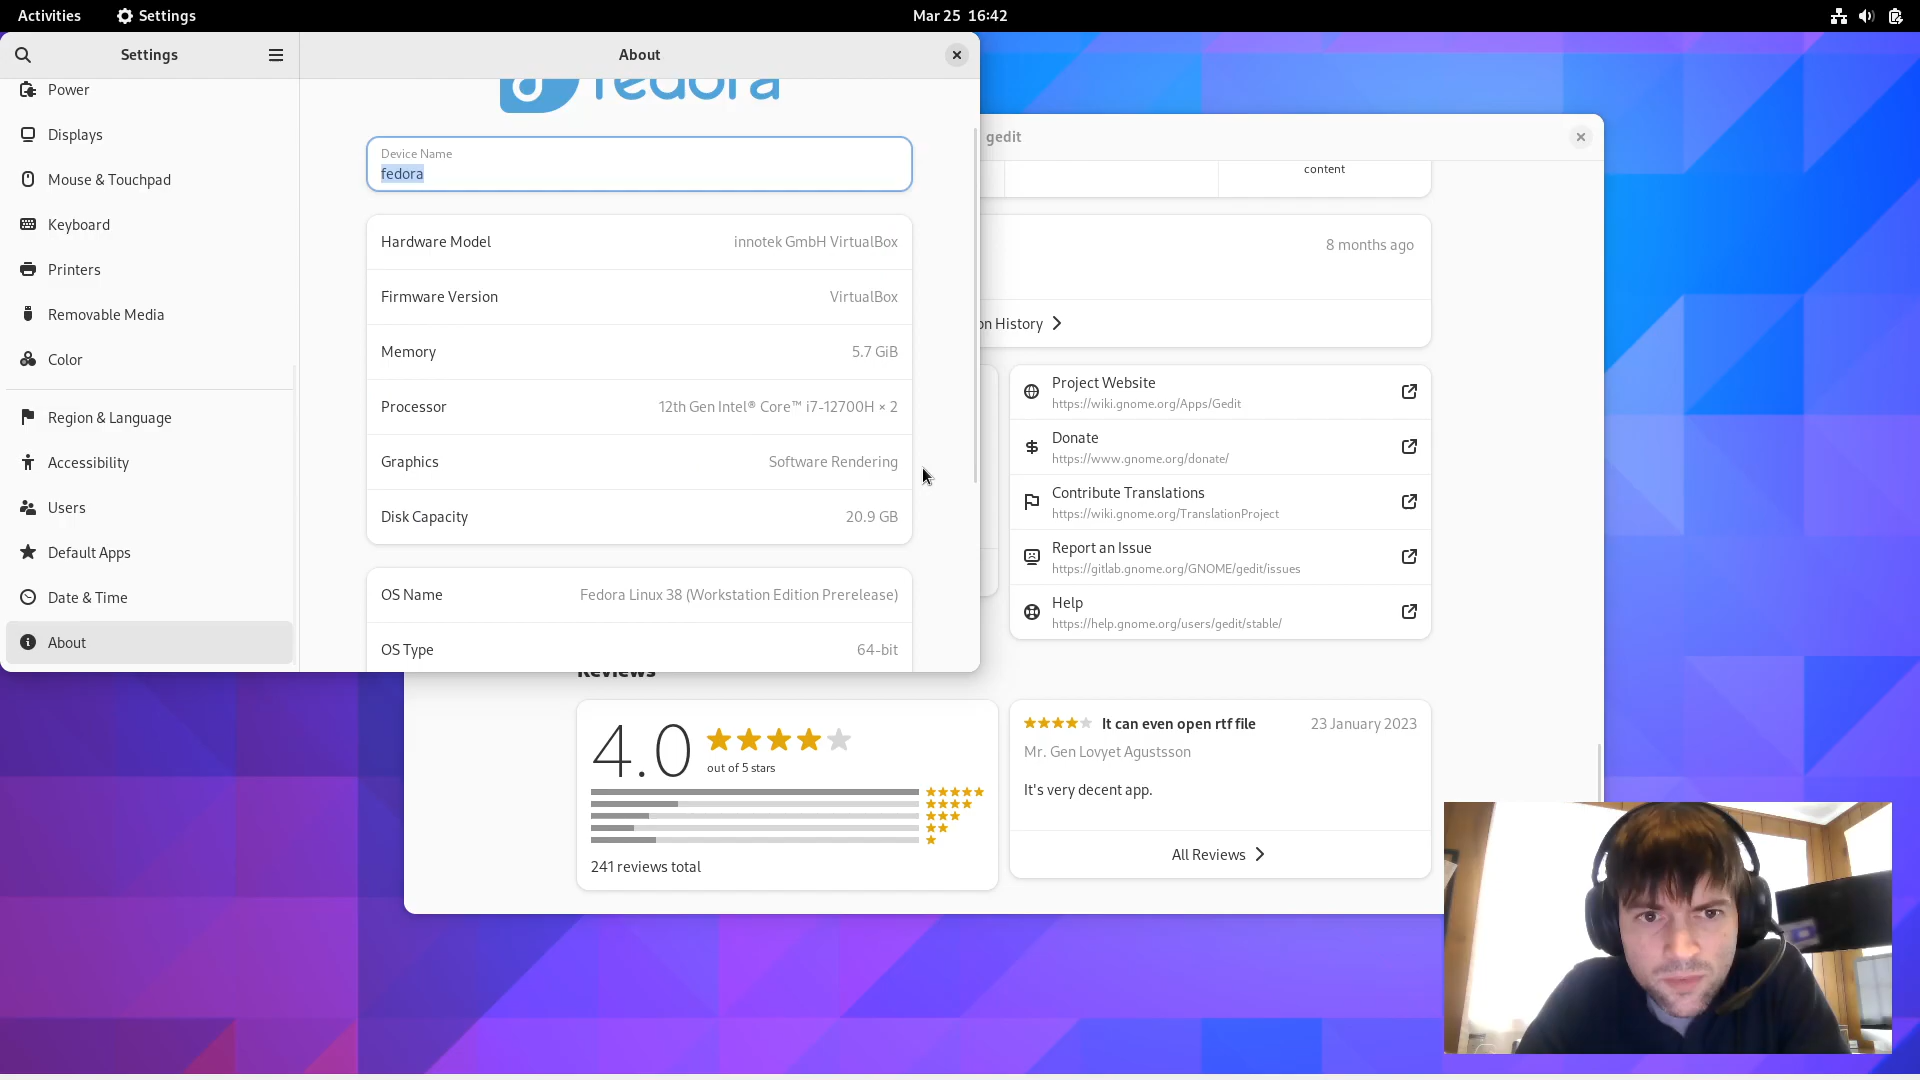 Activities
Settings
Mar 25 16:42
Settings
About
fedora
Power
Displays
Mouse & Touchpad
Keyboard
Printers
Removable Media
Color
Region & Language
Accessibility
Users
Default Apps
Date & Time
About
Device Name
fedora
Hardware Model innotek GmbH VirtualBox
Firmware Version VirtualBox
Memory 5.7 GiB
Processor 12th Gen Intel® Core™ i7-12700H × 2
Graphics Software Rendering
Disk Capacity 20.9 GB
OS Name Fedora Linux 38 (Workstation Edition Prerelease)
OS Type 64-bit
gedit
content
8 months ago
on History
Project Website
https://wiki.gnome.org/Apps/Gedit
Donate
https://www.gnome.org/donate/
Contribute Translations
https://wiki.gnome.org/TranslationProject
Report an Issue
https://gitlab.gnome.org/GNOME/gedit/issues
Help
https://help.gnome.org/users/gedit/stable/
Reviews
4.0
out of 5 stars
241 reviews total
It can even open rtf file 23 January 2023
Mr. Gen Lovyet Agustsson
It's very decent app.
All Reviews